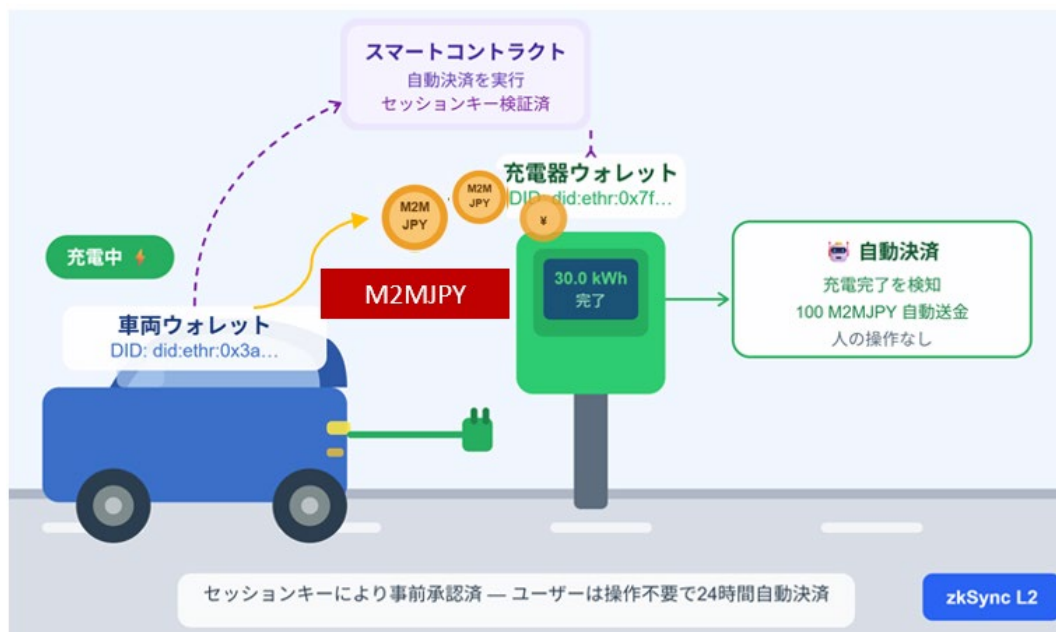 スマートコントラクト
自動決済を実行
セッションキー検証済
充電器ウォレット
DID: did:ethr:0x7f...
M2M
JPY
M2M
JPY
¥
充電中
M2MJPY
30.0 kWh
完了
自動決済
充電完了を検知
100 M2MJPY 自動送金
人の操作なし
車両ウォレット
DID: did:ethr:0x3a...
セッションキーにより事前承認済 — ユーザーは操作不要で24時間自動決済
zkSync L2